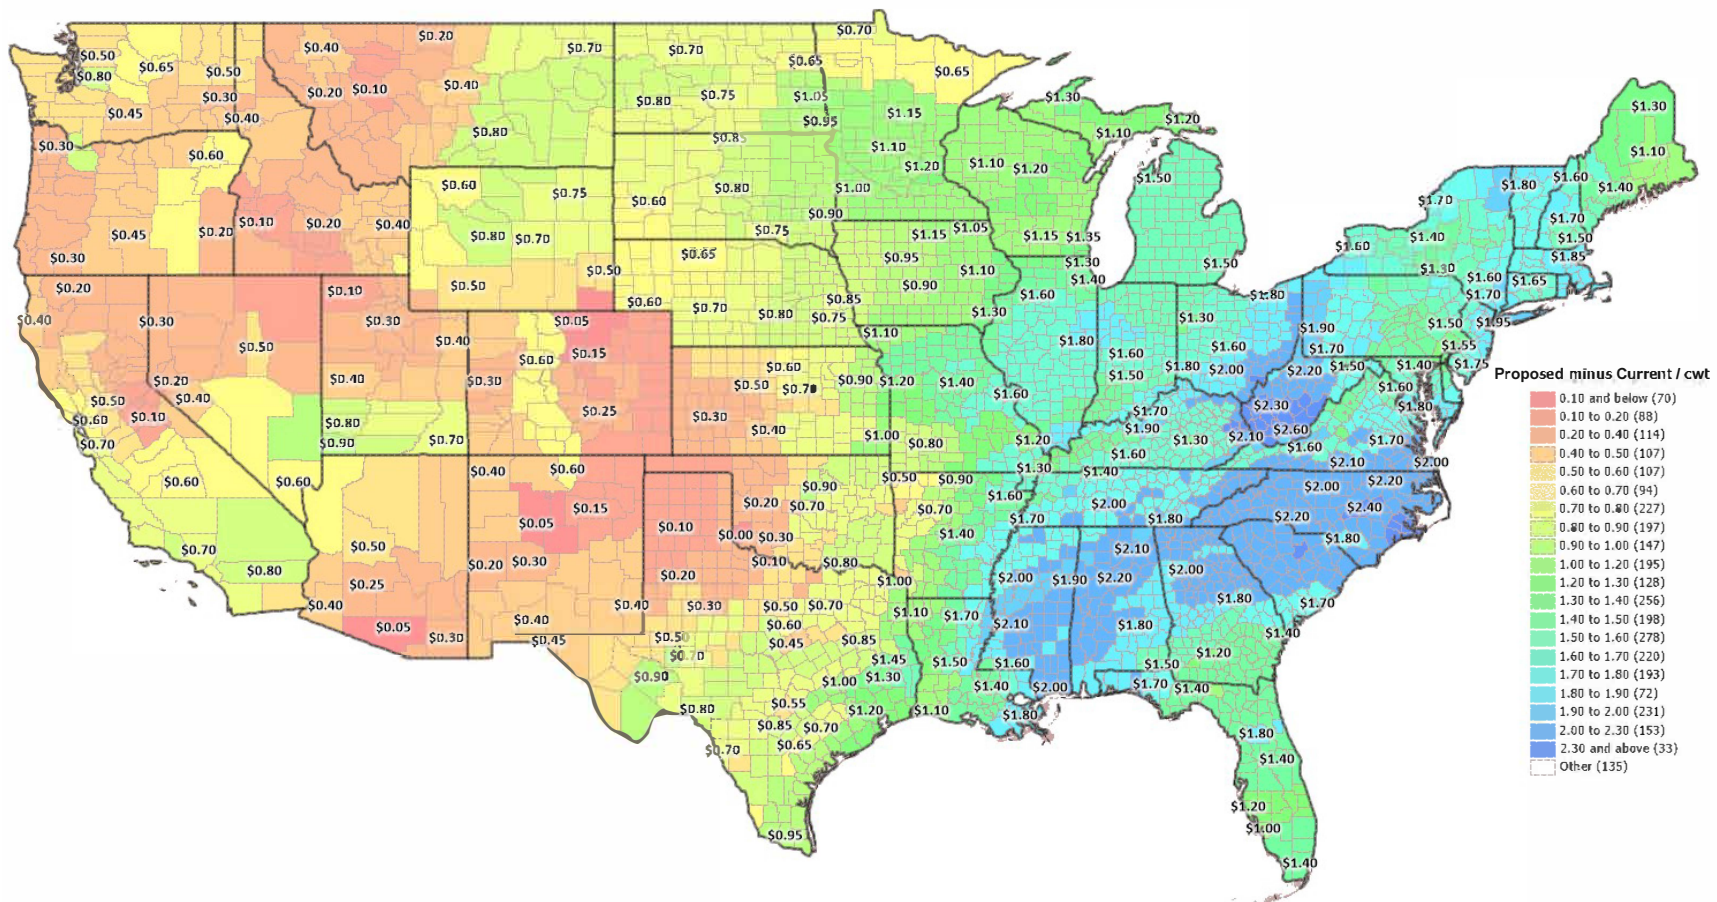 $0.70
$0.20
$0.40 $0.70 $0.70
$0.50 $0.65
$0.80 $0.65 $0.50 $0.65
$0.20 $0.10 $0.40
$0.30 $0.80 $0.75 $1.05 $1.30
$0.45 $0.40 $0.95 $1.15 $1.20 $1.30
$0.80 $0.85 $1.10
$0.30 $0.60 $1.10 $1.10
$1.20 $1.10 $1.20
$0.60 $0.75 $0.80 $1.00 $1.50 $1.80 $1.60 $1.40
$0.60 $0.90 $1.70 $1.70
$0.10 $0.20 $0.40
$0.45 $0.20 $0.80 $0.70 $0.75 $1.15 $1.05 $1.15 $1.35 $1.60 $1.40 $1.50
$0.30 $0.65 $0.95 $1.30 $1.50 $1.30 $1.85
$0.50 $1.10 $1.40 $1.60 $1.65
$0.20 $0.10 $0.50 $0.60 $0.90 $0.85 $1.60 $1.80 $1.70
$0.40 $0.30 $0.30 $0.05 $0.70 $0.80 $0.75 $1.30 $1.30 $1.90 $1.50 $1.95
$0.50 $0.40 $0.15 $1.10 $1.80 $1.60 $1.60 $1.70 $1.55
$0.60 $0.60 $1.80 $2.00 $2.20 $1.50 $1.40 $1.75
$0.20 $0.40 $0.30 $0.50 $0.90 $1.20 $1.40 $1.50 $1.60
$0.50 $0.40 $1.60 $1.80
$0.60 $0.10 $0.80 $0.25 $0.30 $1.70 $2.30
$0.70 $0.90 $0.70 $0.40 $1.00 $0.80 $1.20 $1.90 $1.30 $2.10 $2.60 $1.70
$1.60 $1.60
$0.60 $0.60 $0.40 $0.60 $0.90 $0.50 $0.90 $1.30 $1.40 $2.10 $2.00
$0.05 $0.15 $0.20 $0.70 $0.70 $1.60 $2.00 $2.00 $2.20
$0.10 $1.70 $1.80 $2.20 $2.40
$0.70 $0.50 $0.00 $0.30 $1.40 $1.80
$0.80 $0.20 $0.30 $0.10 $0.80 $2.10
$0.25 $0.20 $1.00 $2.00 $1.90 $2.20 $2.00
$0.40 $0.40 $0.30 $0.50 $0.70 $1.10 $1.70 $1.80 $1.70
$0.05 $0.30 $0.40 $0.60 $2.10 $1.80 $1.40
$0.45 $0.45 $0.85
$1.45 $1.50 $1.60 $1.50 $1.20
$0.90 $1.00 $1.30 $1.40 $2.00 $1.70 $1.40
$0.80 $0.55 $1.20 $1.10 $1.80
$0.85 $0.70 $1.80
$0.70 $0.65 $1.40
$1.20
$0.95 $1.00
$1.40
Proposed minus Current / cwt
0.10 and below (70)
0.10 to 0.20 (88)
0.20 to 0.40 (114)
0.40 to 0.50 (107)
0.50 to 0.60 (107)
0.60 to 0.70 (94)
0.70 to 0.80 (227)
0.80 to 0.90 (197)
0.90 to 1.00 (147)
1.00 to 1.20 (195)
1.20 to 1.30 (128)
1.30 to 1.40 (256)
1.40 to 1.50 (198)
1.50 to 1.60 (278)
1.60 to 1.70 (220)
1.70 to 1.80 (193)
1.80 to 1.90 (72)
1.90 to 2.00 (231)
2.00 to 2.30 (153)
2.30 and above (33)
Other (135)